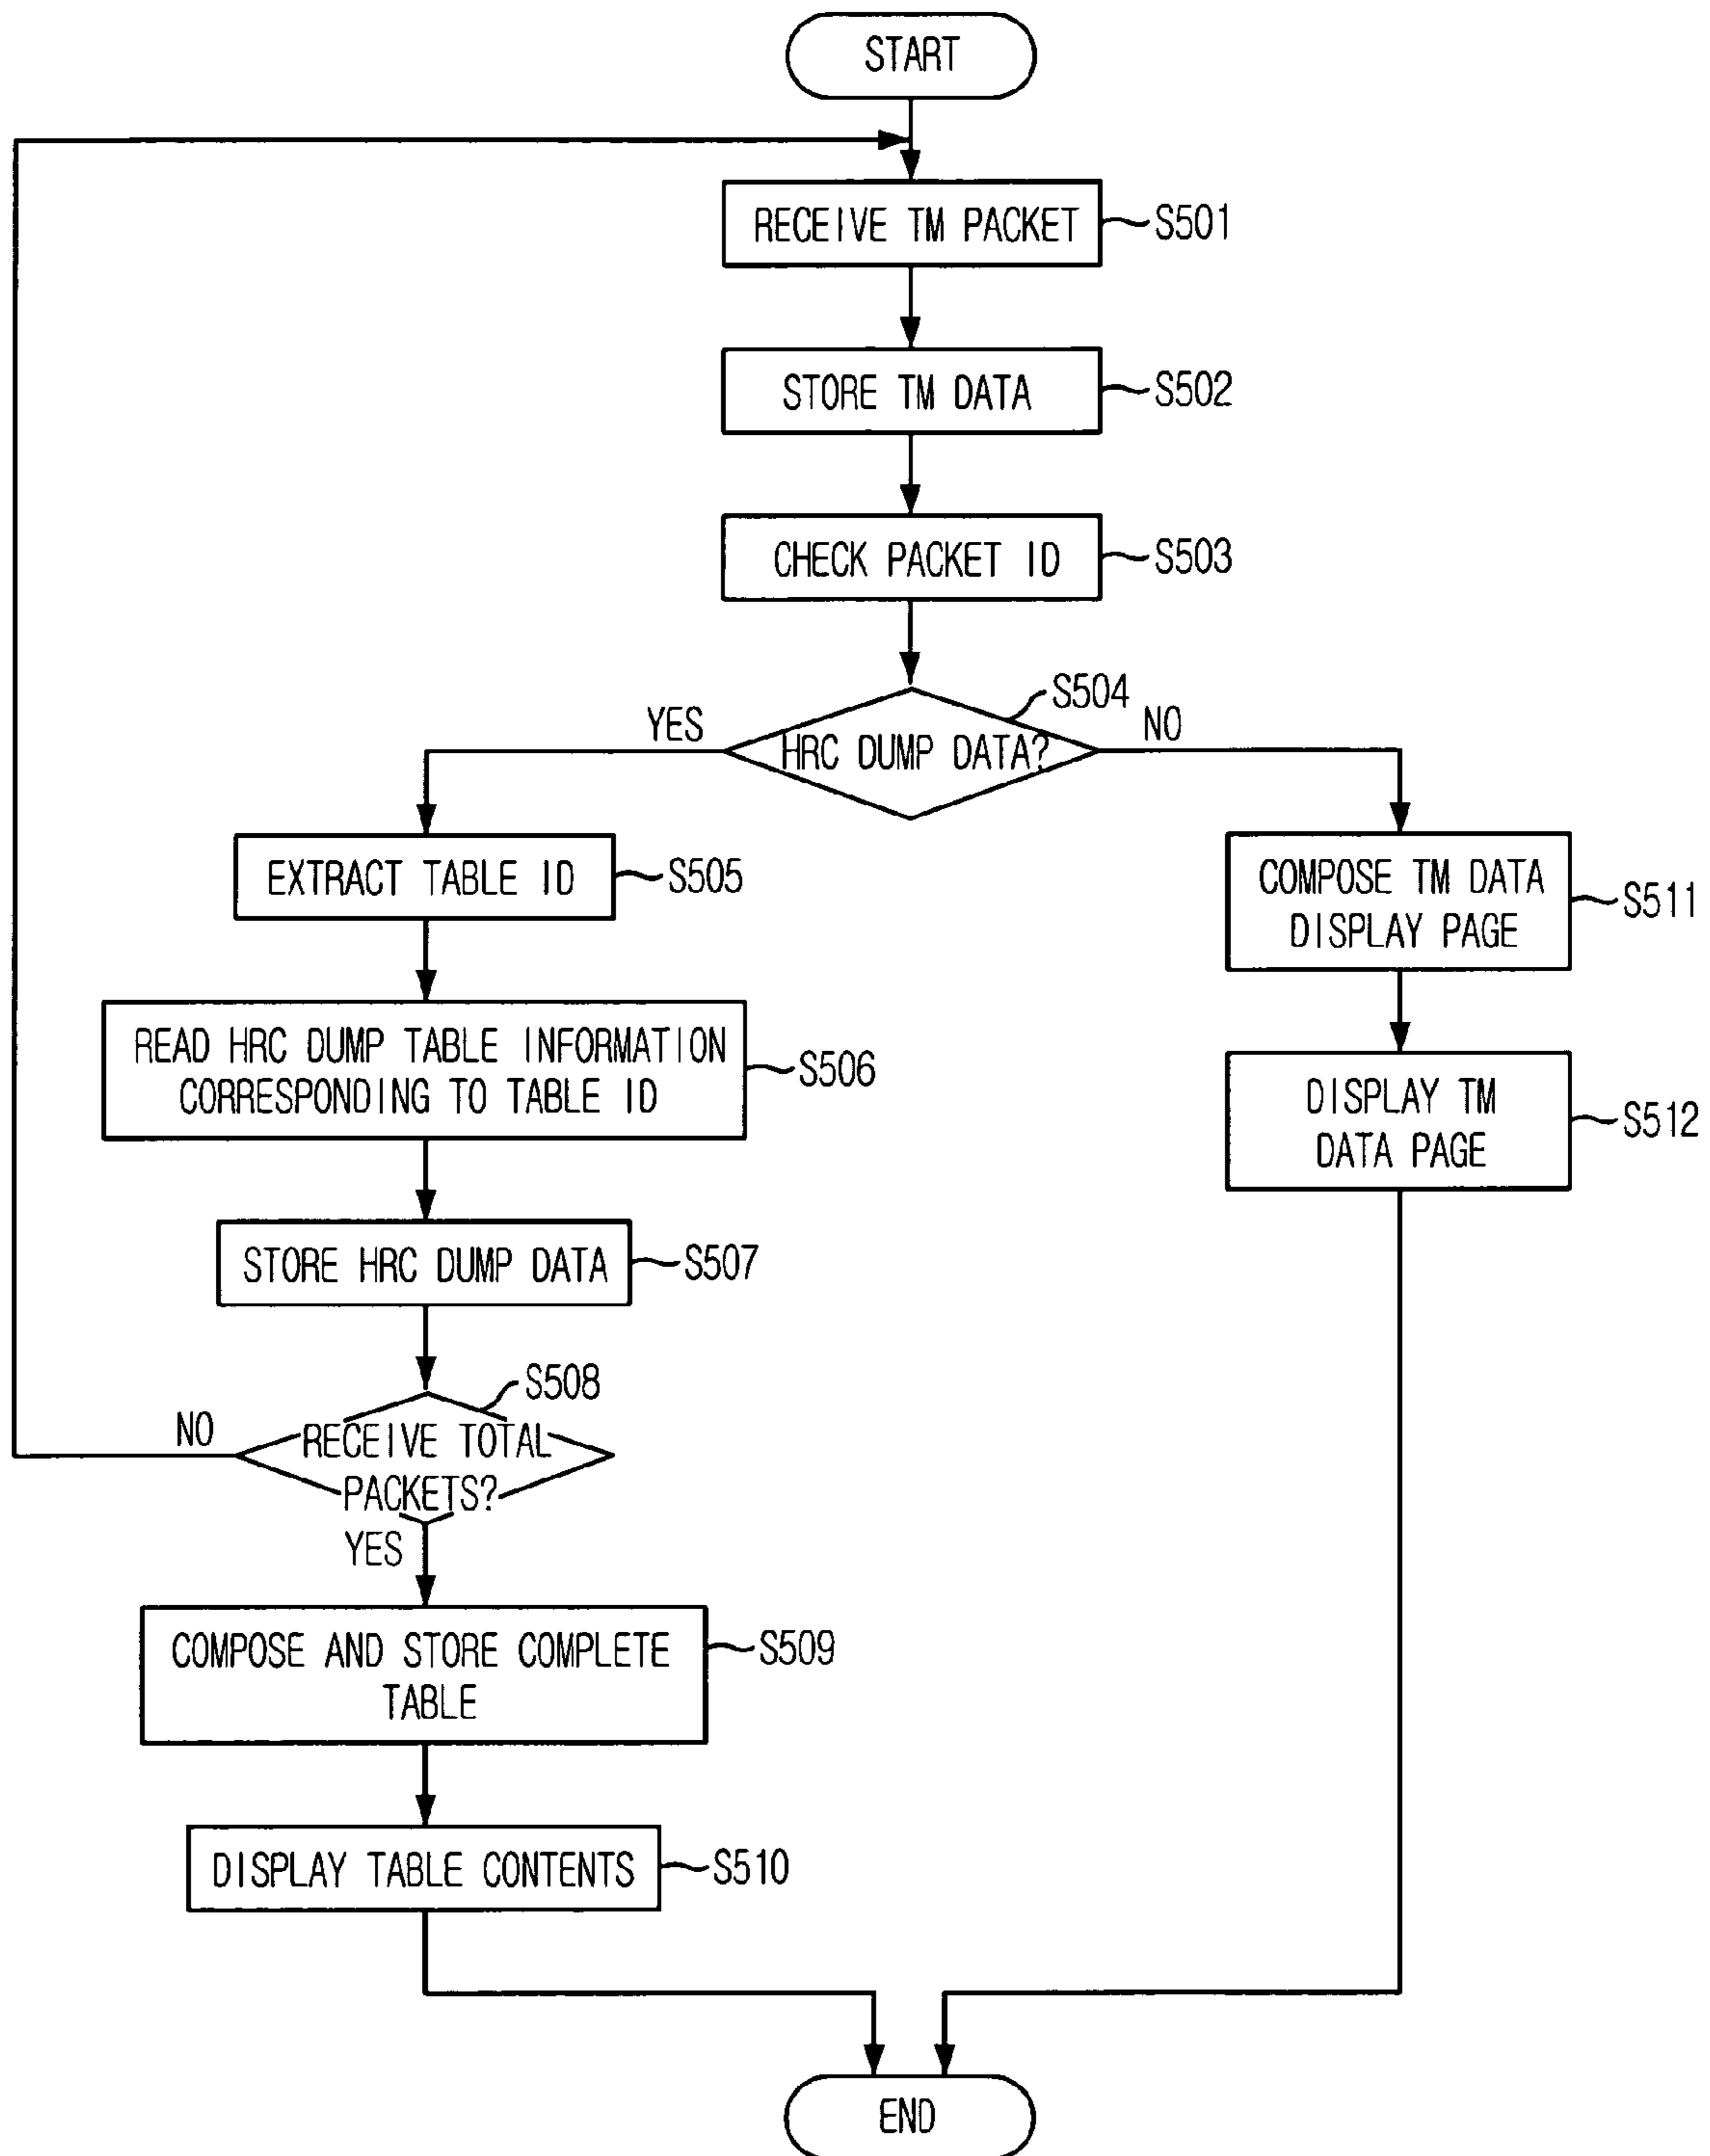 START
RECEIVE TM PACKET
S501
STORE TM DATA
S502
CHECK PACKET ID
S503
S504
YES
HRC DUMP DATA?
NO
EXTRACT TABLE ID
S505
COMPOSE TM DATA
DISPLAY PAGE
S511
READ HRC DUMP TABLE INFORMATION
CORRESPONDING TO TABLE ID
S506
DISPLAY TM
DATA PAGE
S512
STORE HRC DUMP DATA
S507
S508
NO
RECEIVE TOTAL
PACKETS?
YES
COMPOSE AND STORE COMPLETE
TABLE
S509
DISPLAY TABLE CONTENTS
S510
END